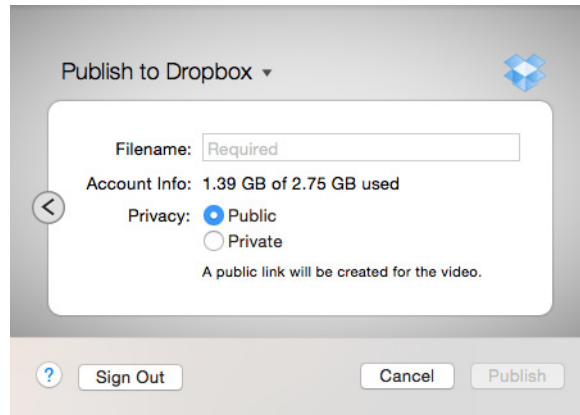 Publish to Dropbox
Filename: Required
Account Info: 1.39 GB of 2.75 GB used
Privacy: Public
Private
A public link will be created for the video.
? Sign Out Cancel Publish